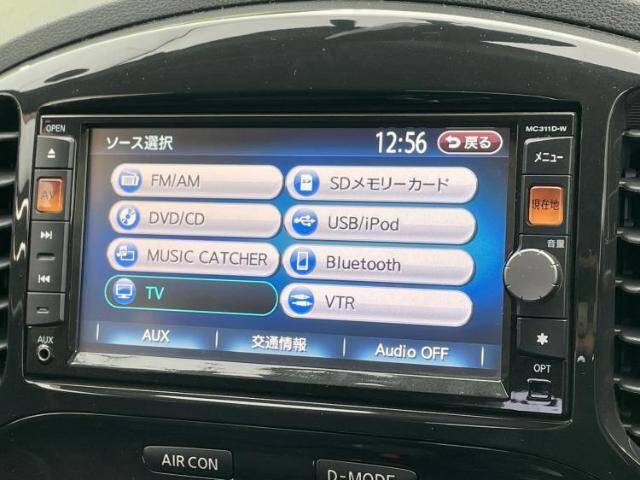 OPEN
MC311D-W
ソース選択
12:56
戻る
メニュー
FM/AM
SDメモリーカード
AV
現在地
DVD/CD
USB/iPod
音量
MUSIC CATCHER
Bluetooth
TV
VTR
AUX
AUX
交通情報
Audio OFF
OPT
AIR CON
D-MODE